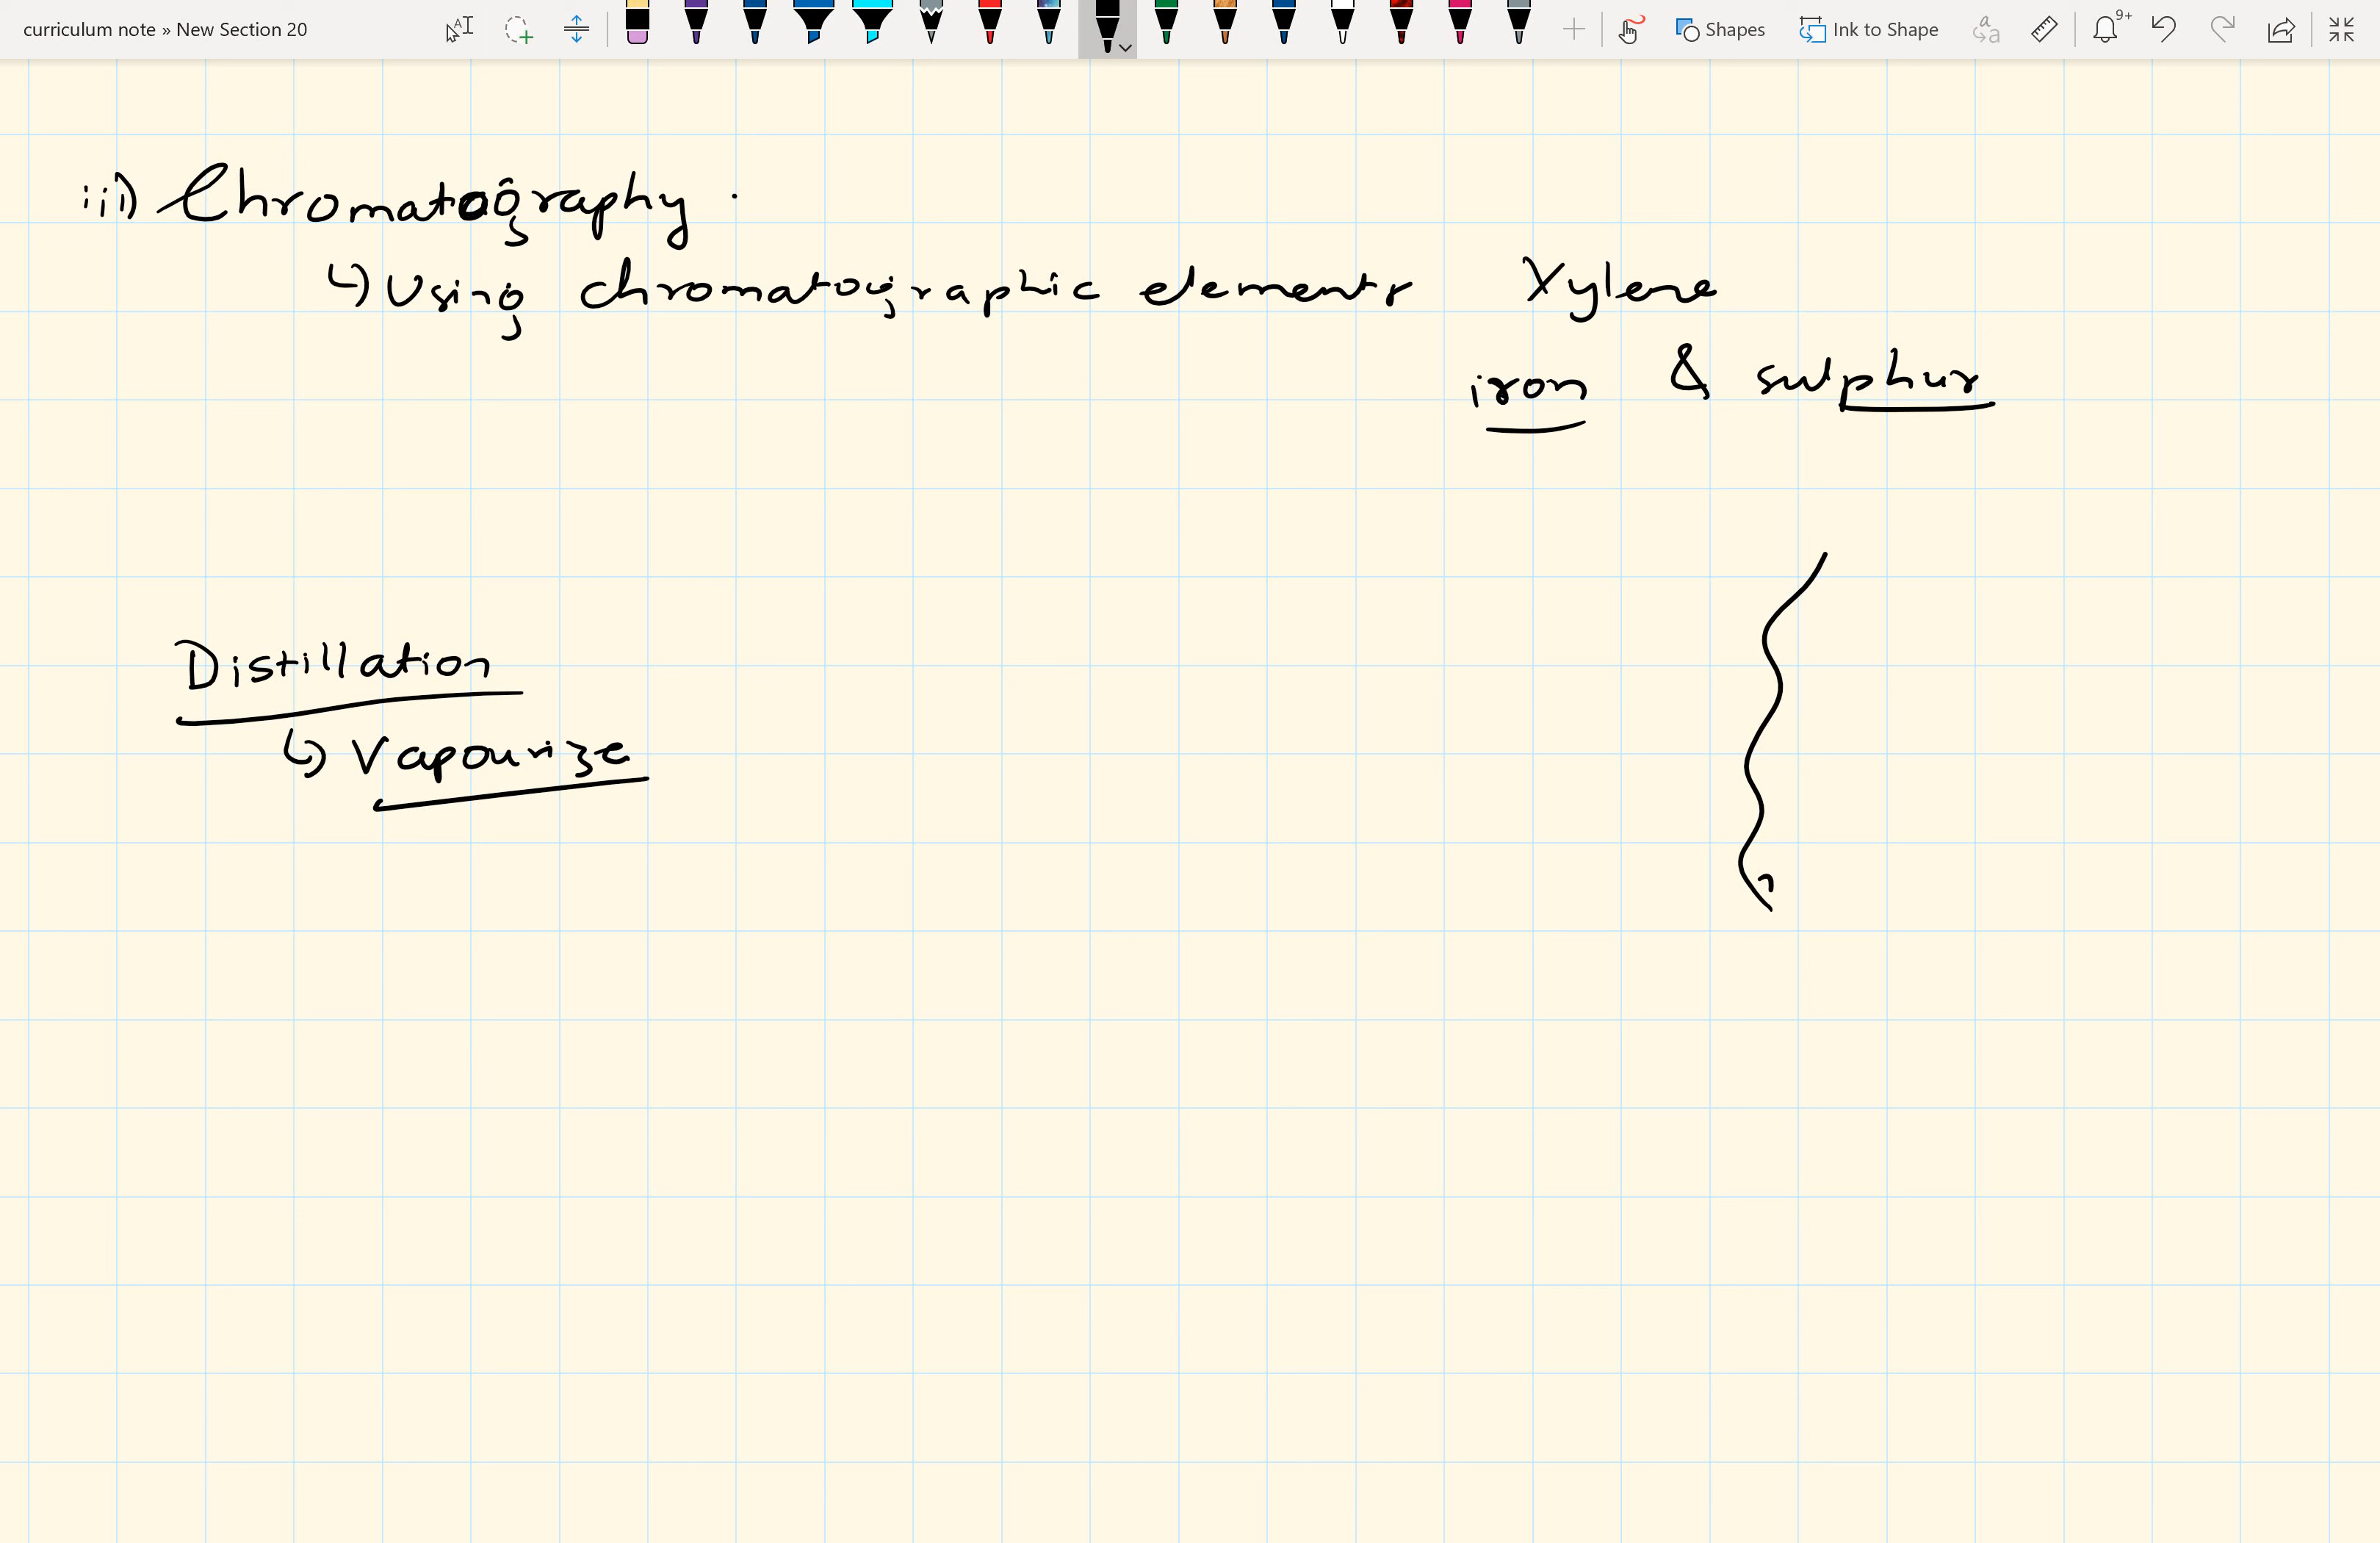 curriculum note » New Section 20
9+
Shapes
Ink to Shape
iii) Chromatography.
↳ Using chromatographic elements
Xylene
iron & sulphur
Distillation
↳ Vapourize